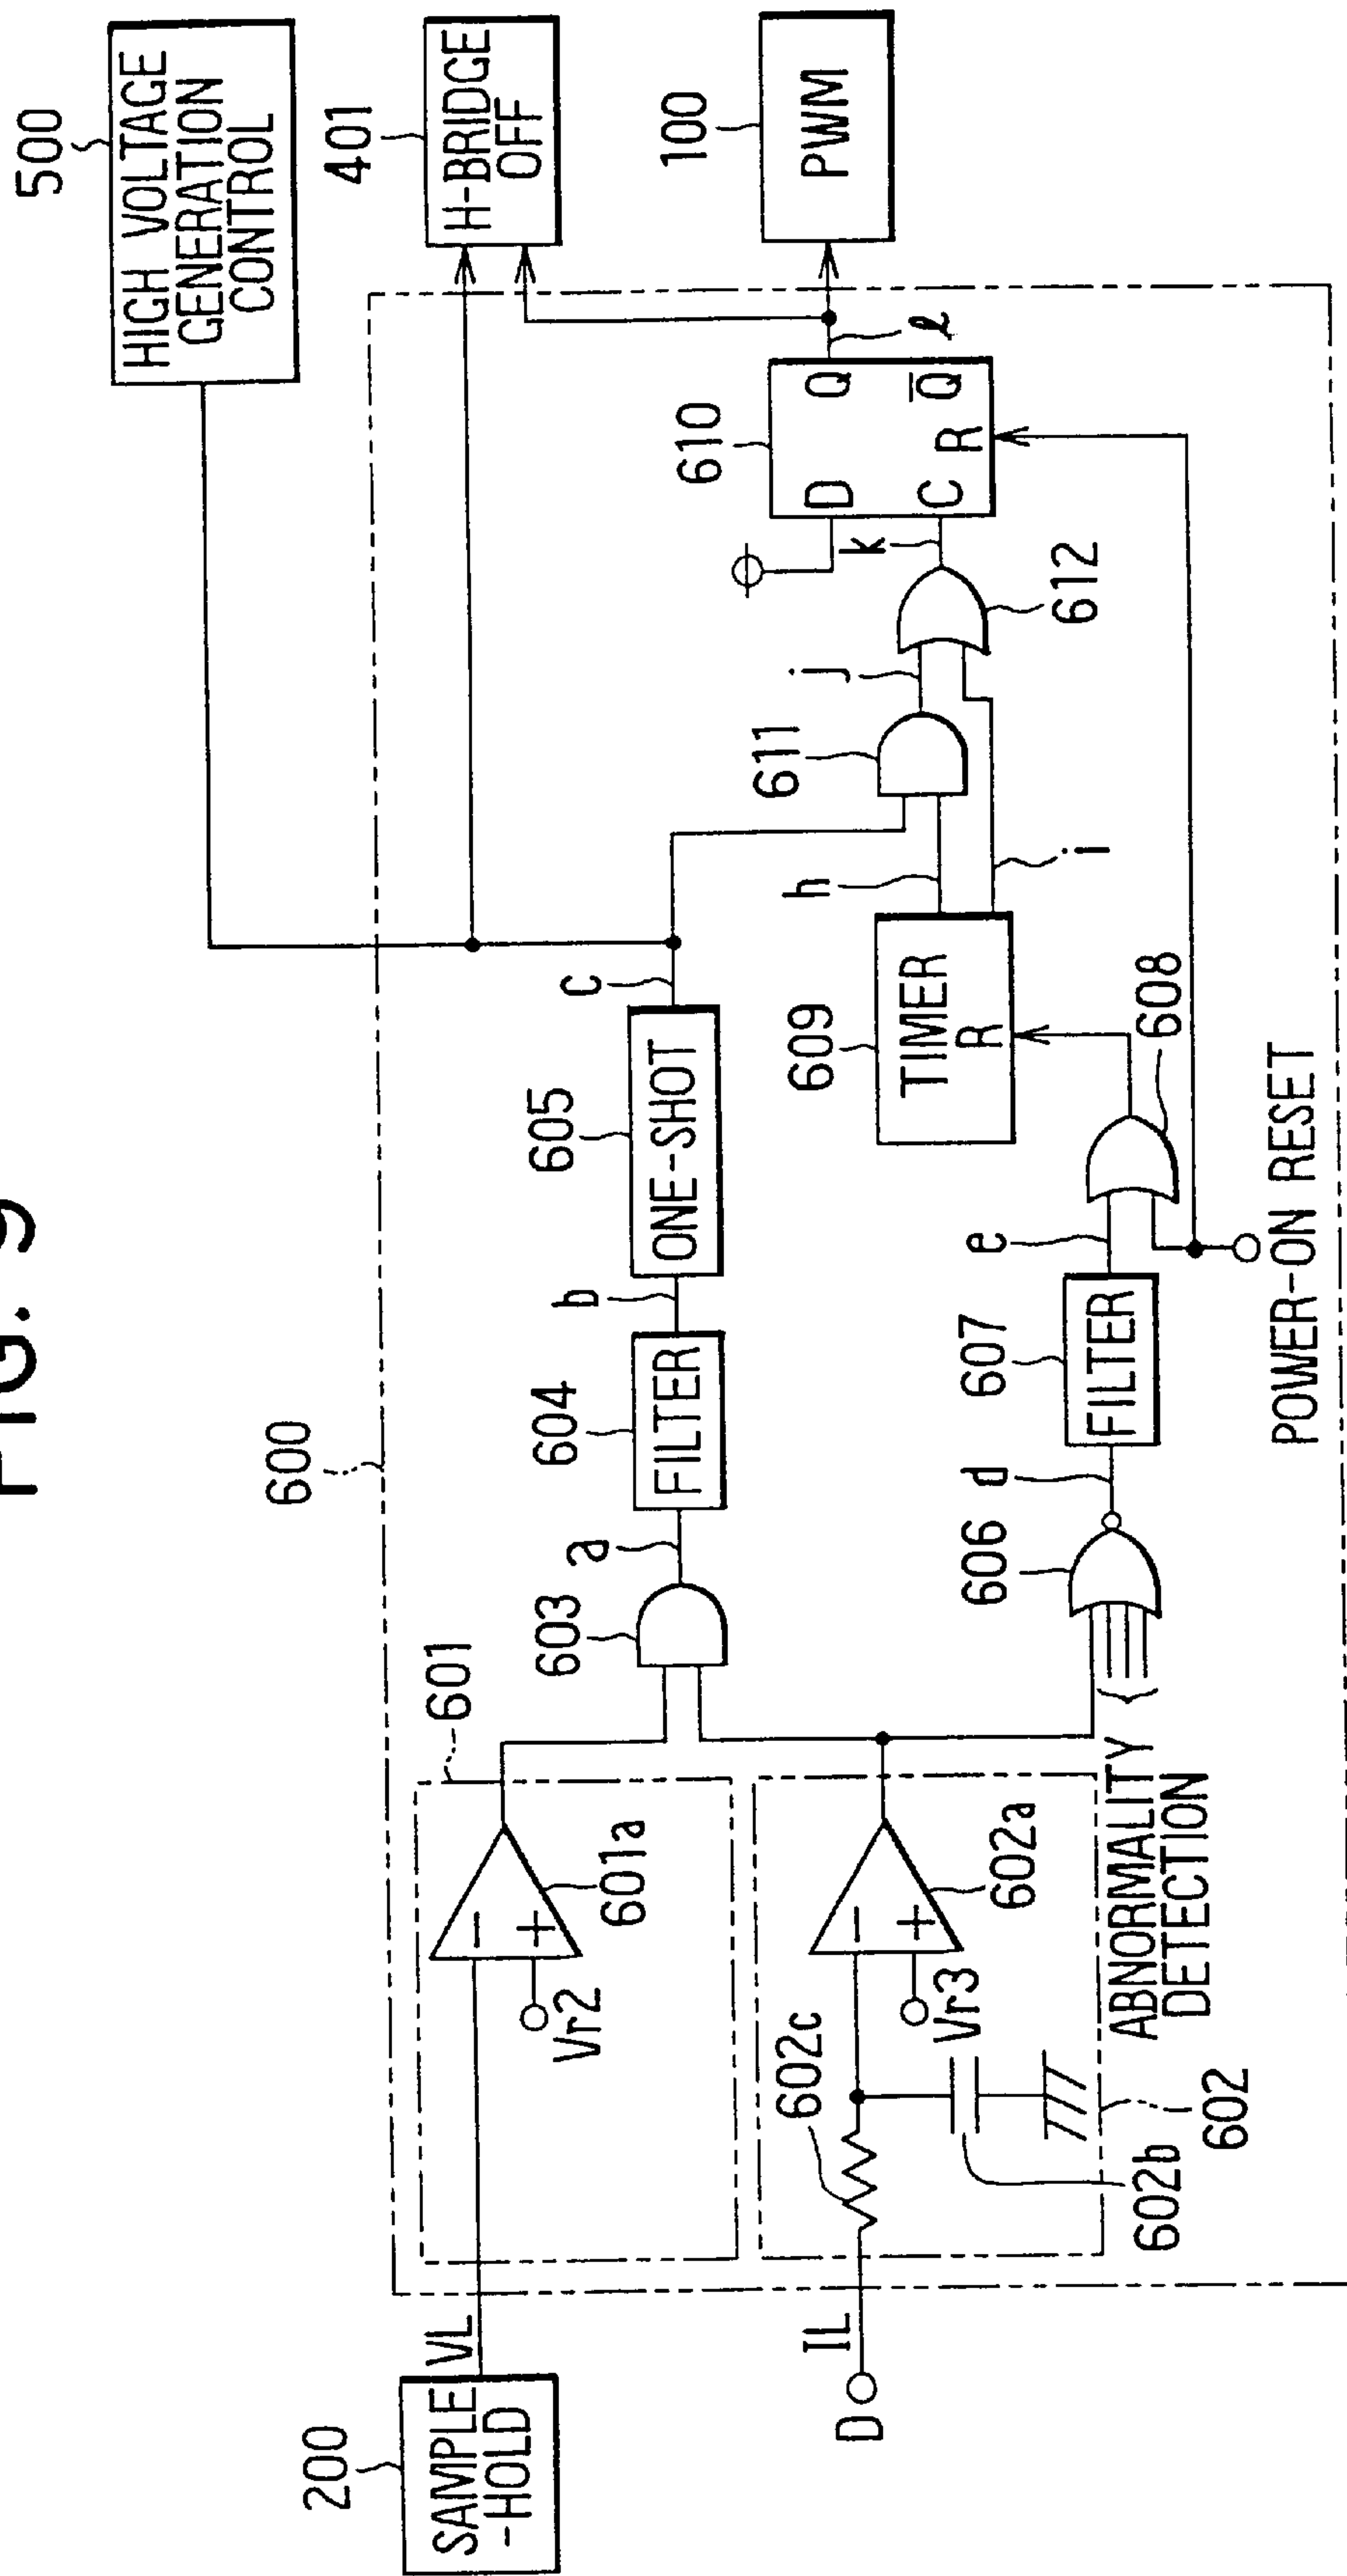 FIG. 9
500
HIGH VOLTAGE
GENERATION
CONTROL
401
H-BRIDGE
OFF
100
PWM
600
601
601a
−
+
Vr2
603
a
604
FILTER
b
605
ONE-SHOT
c
610
D
Q
C
R
Q̅
ℓ
k
612
j
611
h
i
609
TIMER
R
608
e
607
FILTER
d
606
POWER-ON RESET
602a
−
+
Vr3
602c
602b
602
ABNORMALITY
DETECTION
200
SAMPLE
-HOLD
VL
IL
D